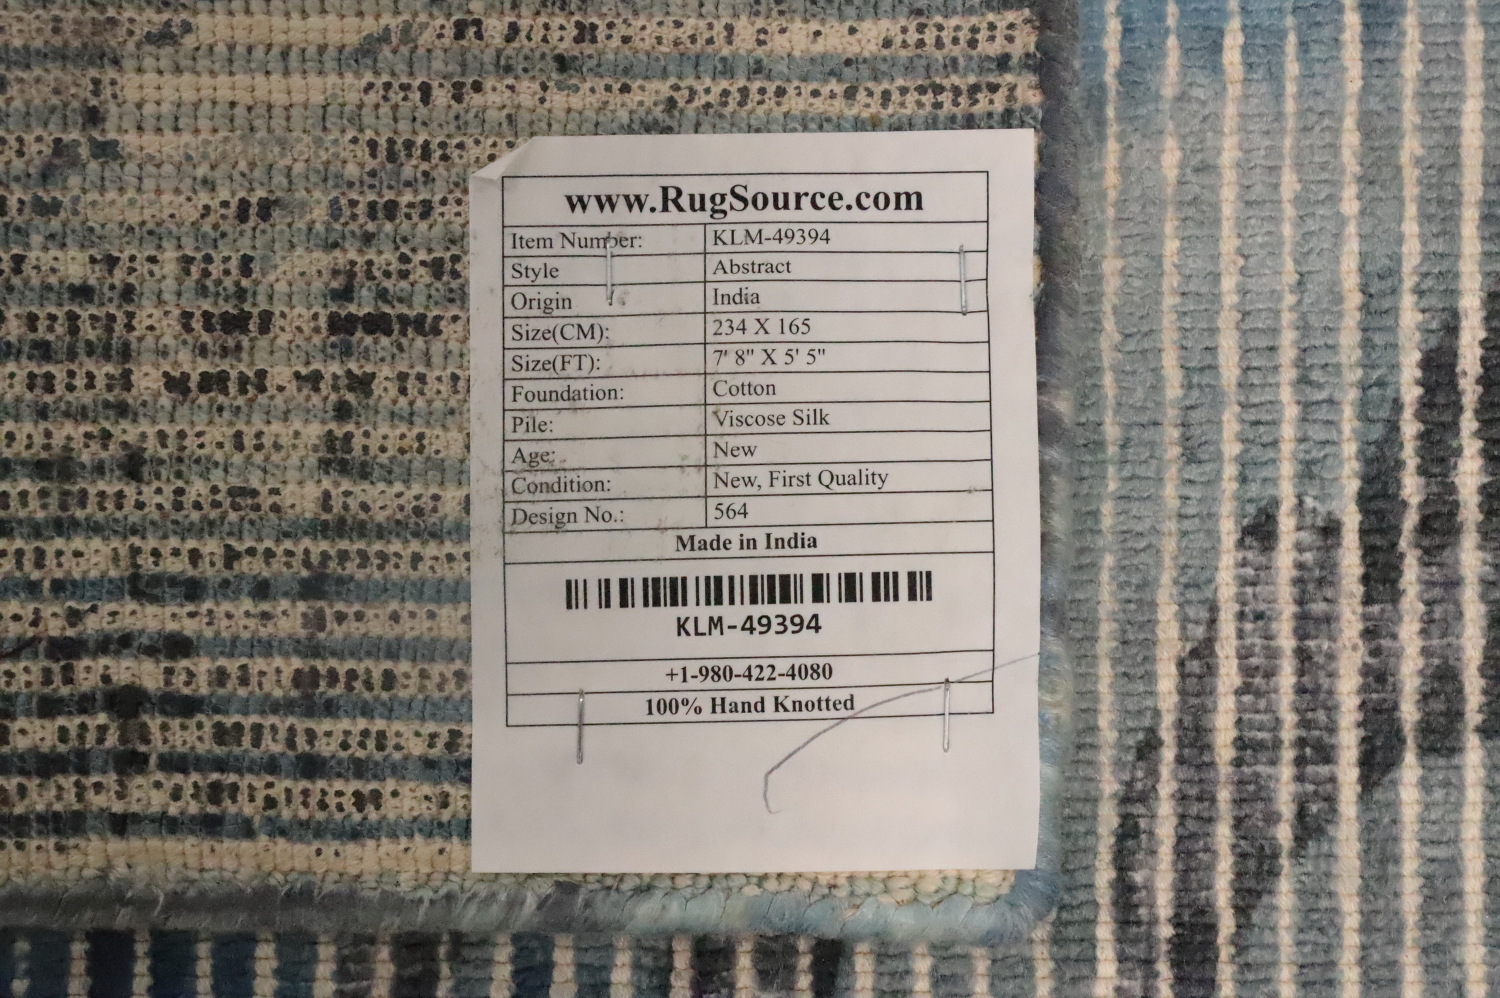 www.RugSource.com
Item Number: KLM-49394
Style Abstract
Origin India
Size(CM): 234 X 165
Size(FT): 7' 8" X 5' 5"
Foundation: Cotton
Pile: Viscose Silk
Age: New
Condition: New, First Quality
Design No.: 564
Made in India
KLM-49394
+1-980-422-4080
100% Hand Knotted